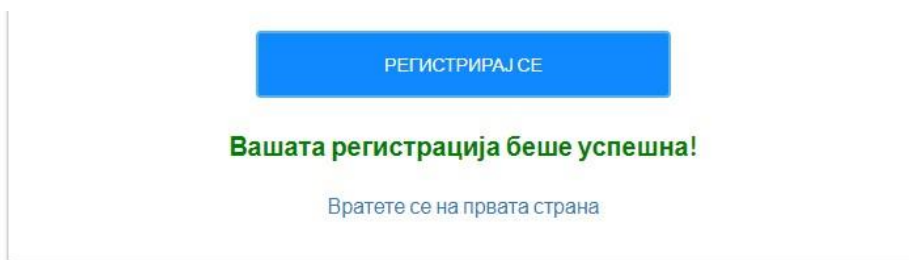 РЕГИСТРИРАЈ СЕ
Вашата регистрација беше успешна!
Вратете се на првата страна